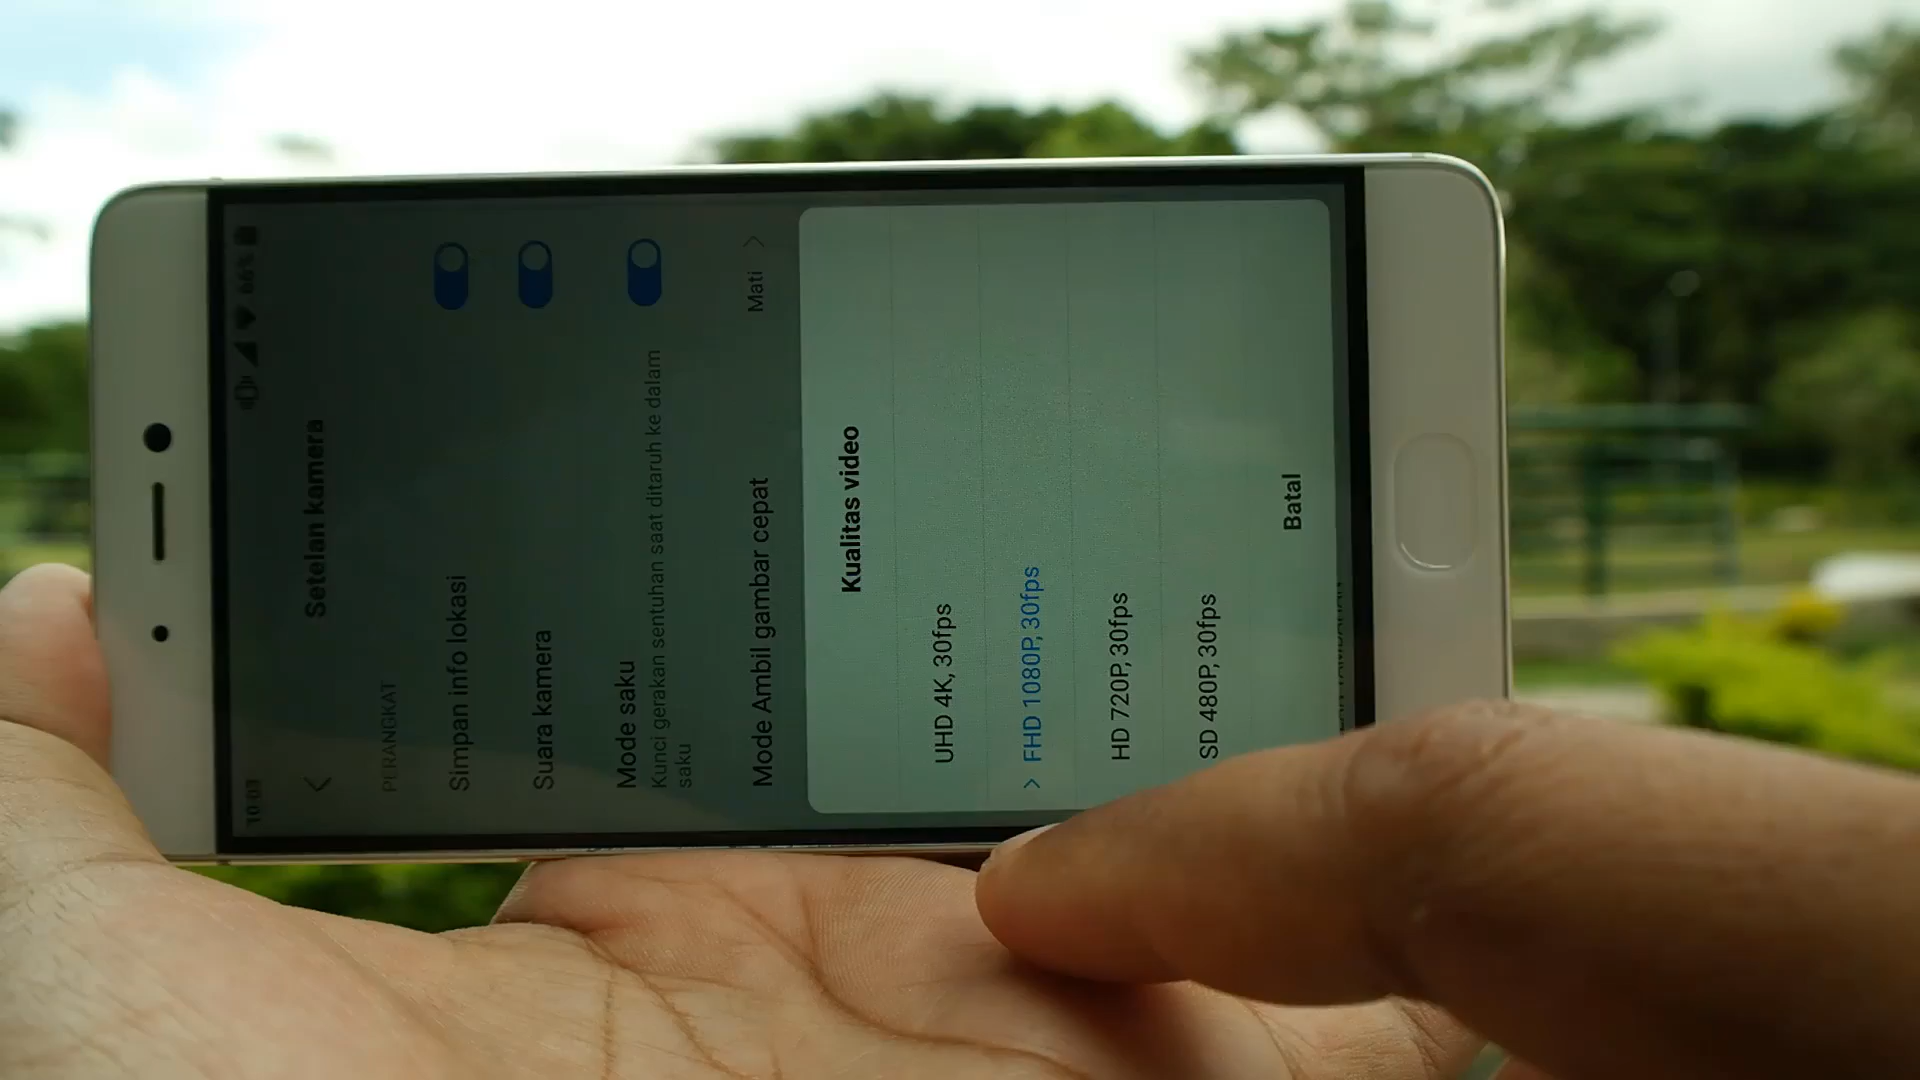 10:03
66%
Setelan kamera
PERANGKAT
Simpan info lokasi
Suara kamera
Mode saku
Kunci gerakan sentuhan saat ditaruh ke dalam
saku
Mode Ambil gambar cepat
Mati
Kualitas video
UHD 4K, 30fps
FHD 1080P, 30fps
HD 720P, 30fps
SD 480P, 30fps
Batal